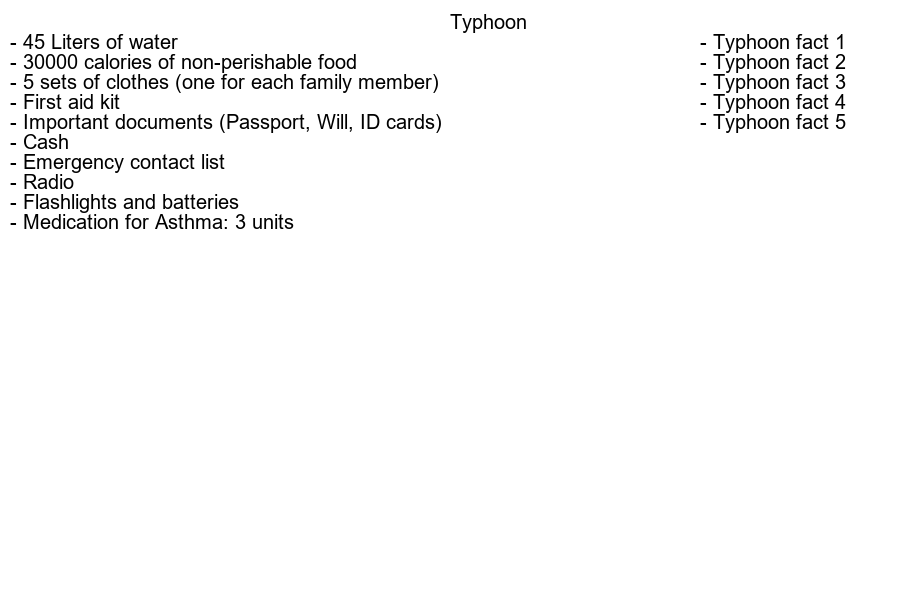 Typhoon
- 45 Liters of water
- 30000 calories of non-perishable food
- 5 sets of clothes (one for each family member)
- First aid kit
- Important documents (Passport, Will, ID cards)
- Cash
- Emergency contact list
- Radio
- Flashlights and batteries
- Medication for Asthma: 3 units
- Typhoon fact 1
- Typhoon fact 2
- Typhoon fact 3
- Typhoon fact 4
- Typhoon fact 5